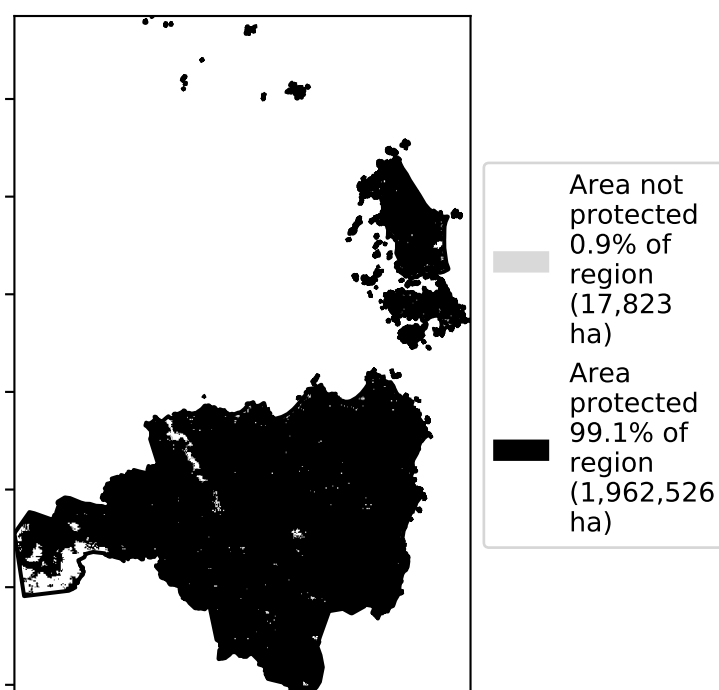 Area not
protected
0.9% of
region
(17,823
ha)
Area
protected
99.1% of
region
(1,962,526
ha)